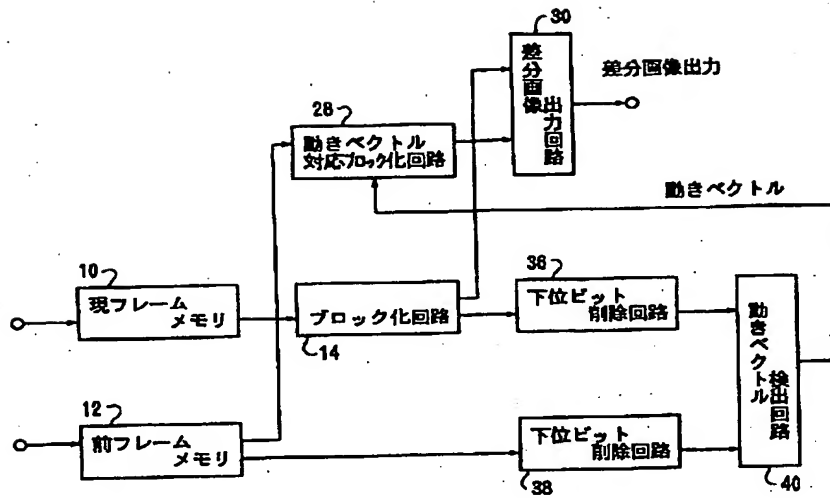 30
差分画像
出力回路
差分画像出力
28
動きベクトル
対応ブロック化回路
動きベクトル
10
現フレーム
メモリ
ブロック化回路
14
36
下位ビット
削除回路
動きベクトル
検出回路
40
12
前フレーム
メモリ
下位ビット
削除回路
38